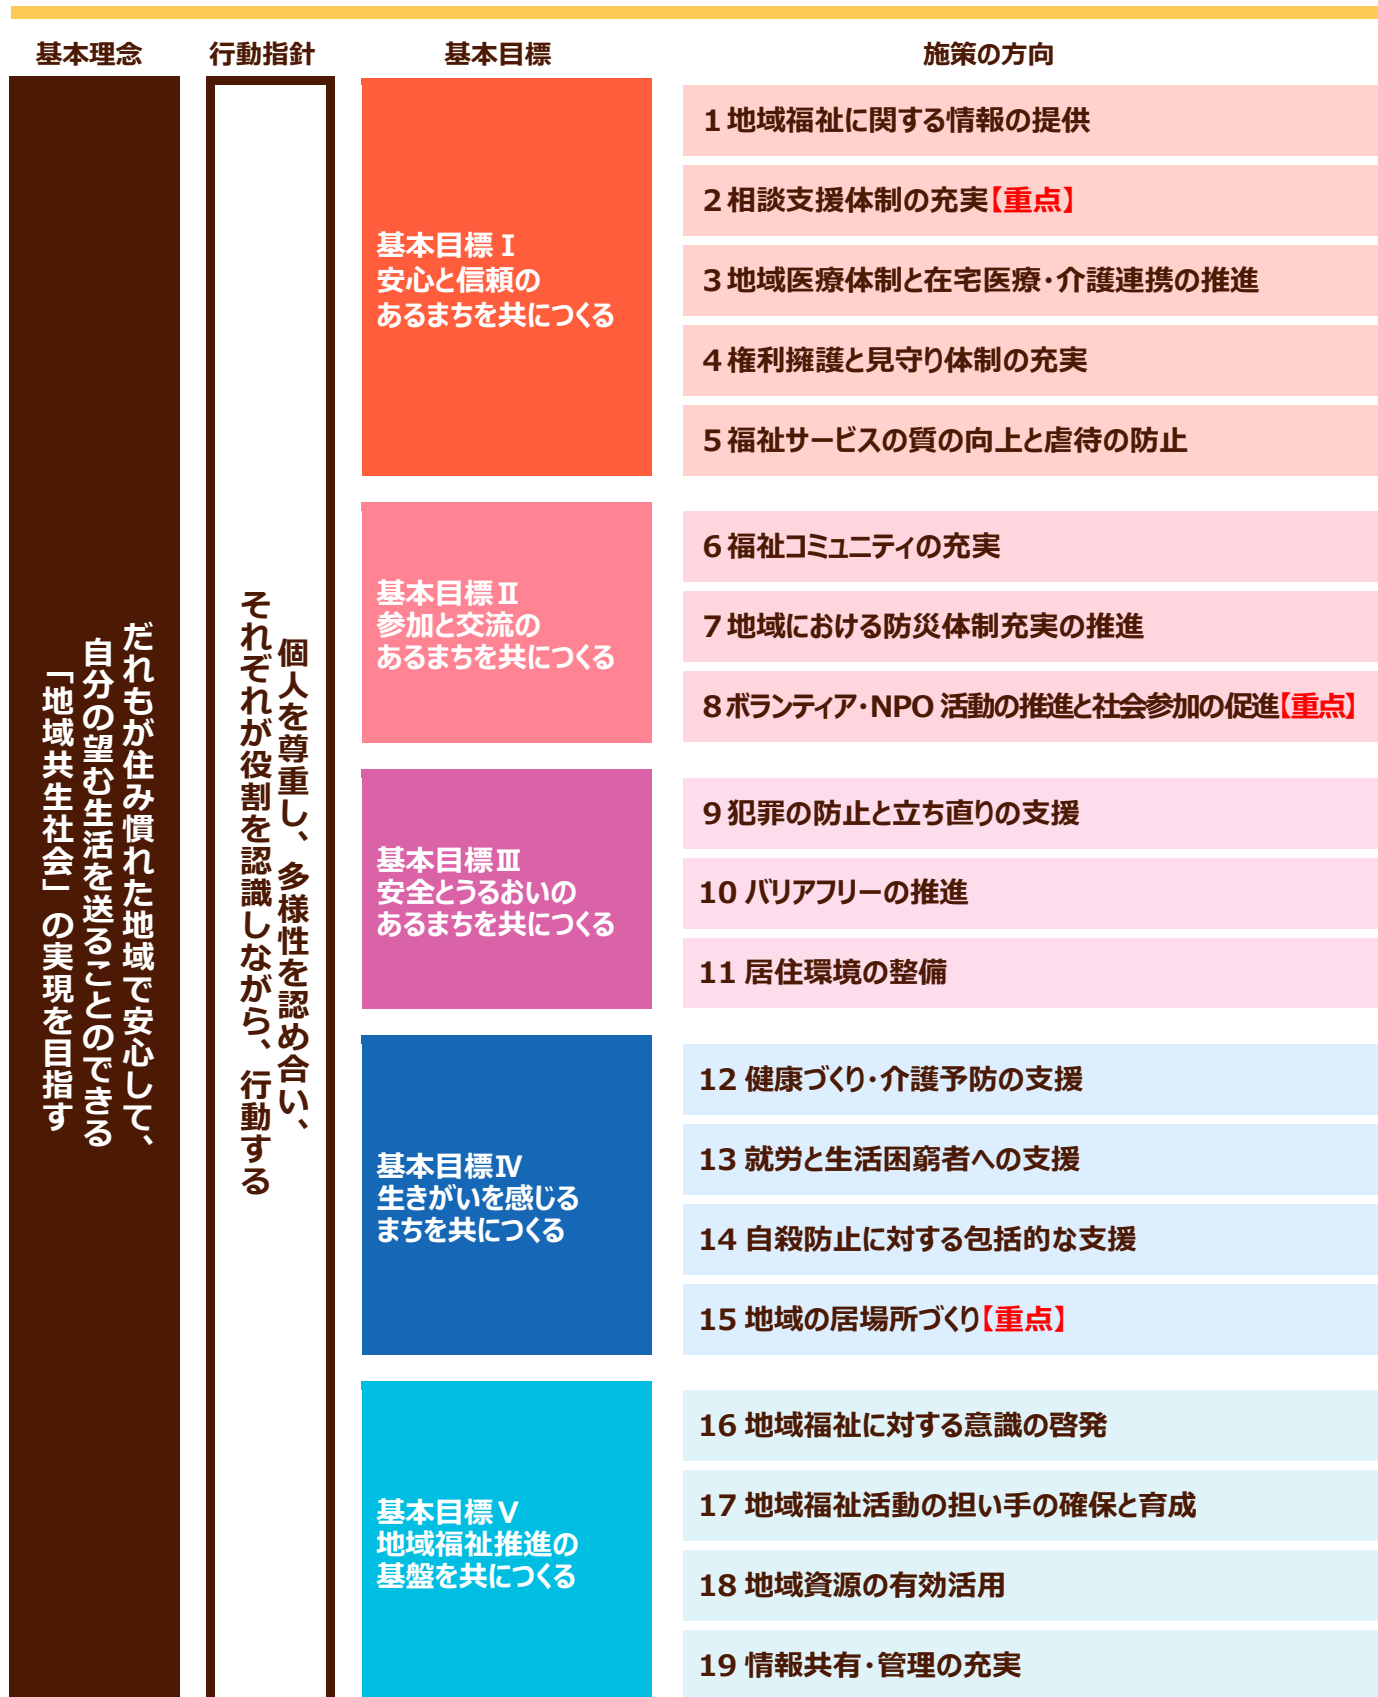 基本理念
行動指針
基本目標
施策の方向
だれもが住み慣れた地域で安心して、
自分の望む生活を送ることのできる
「地域共生社会」の実現を目指す
個人を尊重し、多様性を認め合い、
それぞれが役割を認識しながら、行動する
基本目標Ⅰ
安心と信頼の
あるまちを共につくる
1 地域福祉に関する情報の提供
2 相談支援体制の充実【重点】
3 地域医療体制と在宅医療・介護連携の推進
4 権利擁護と見守り体制の充実
5 福祉サービスの質の向上と虐待の防止
基本目標Ⅱ
参加と交流の
あるまちを共につくる
6 福祉コミュニティの充実
7 地域における防災体制充実の推進
8 ボランティア・NPO 活動の推進と社会参加の促進【重点】
基本目標Ⅲ
安全とうるおいの
あるまちを共につくる
9 犯罪の防止と立ち直りの支援
10 バリアフリーの推進
11 居住環境の整備
基本目標Ⅳ
生きがいを感じる
まちを共につくる
12 健康づくり・介護予防の支援
13 就労と生活困窮者への支援
14 自殺防止に対する包括的な支援
15 地域の居場所づくり【重点】
基本目標Ⅴ
地域福祉推進の
基盤を共につくる
16 地域福祉に対する意識の啓発
17 地域福祉活動の担い手の確保と育成
18 地域資源の有効活用
19 情報共有・管理の充実